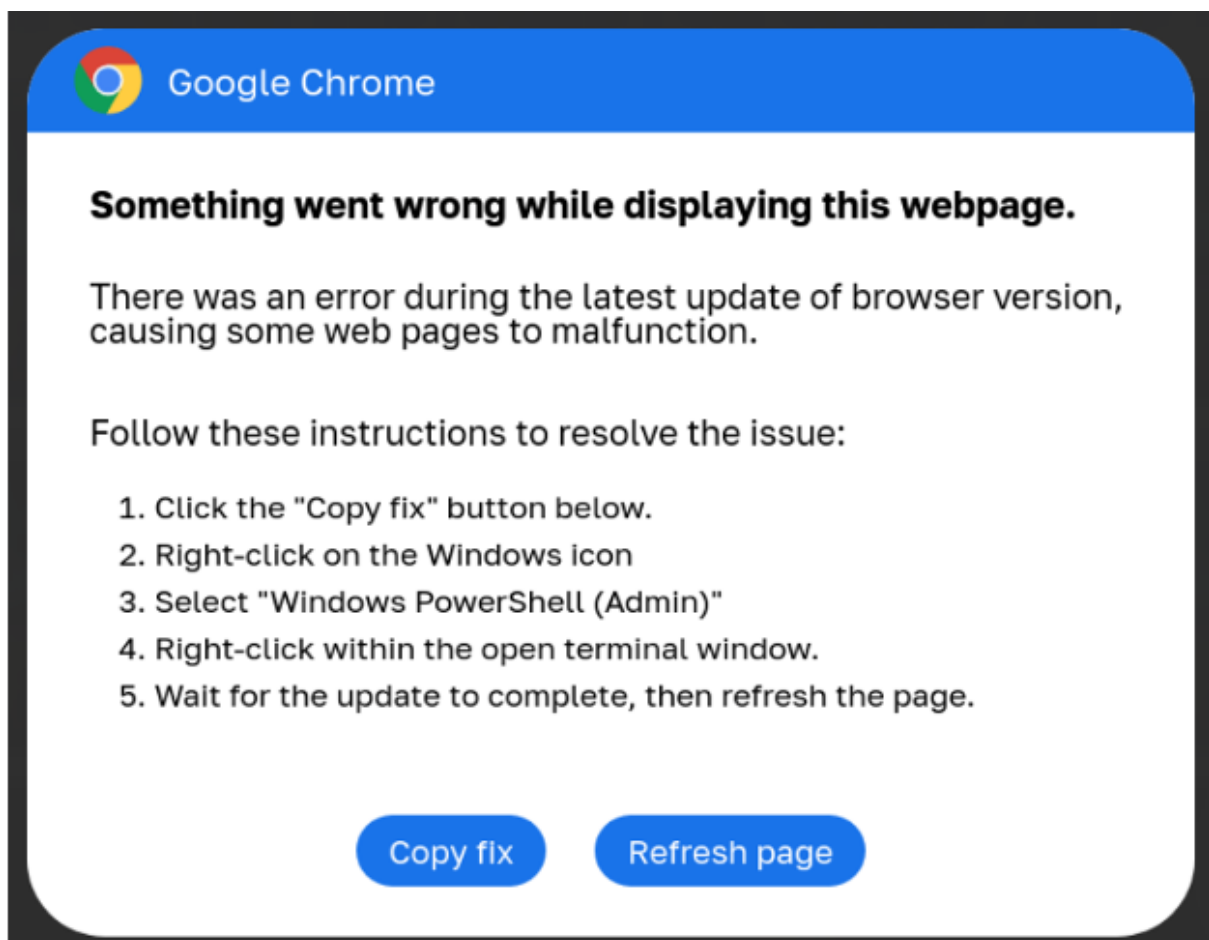 Google Chrome
Something went wrong while displaying this webpage.
There was an error during the latest update of browser version,
causing some web pages to malfunction.
Follow these instructions to resolve the issue:
1. Click the "Copy fix" button below.
2. Right-click on the Windows icon
3. Select "Windows PowerShell (Admin)"
4. Right-click within the open terminal window.
5. Wait for the update to complete, then refresh the page.
Copy fix
Refresh page